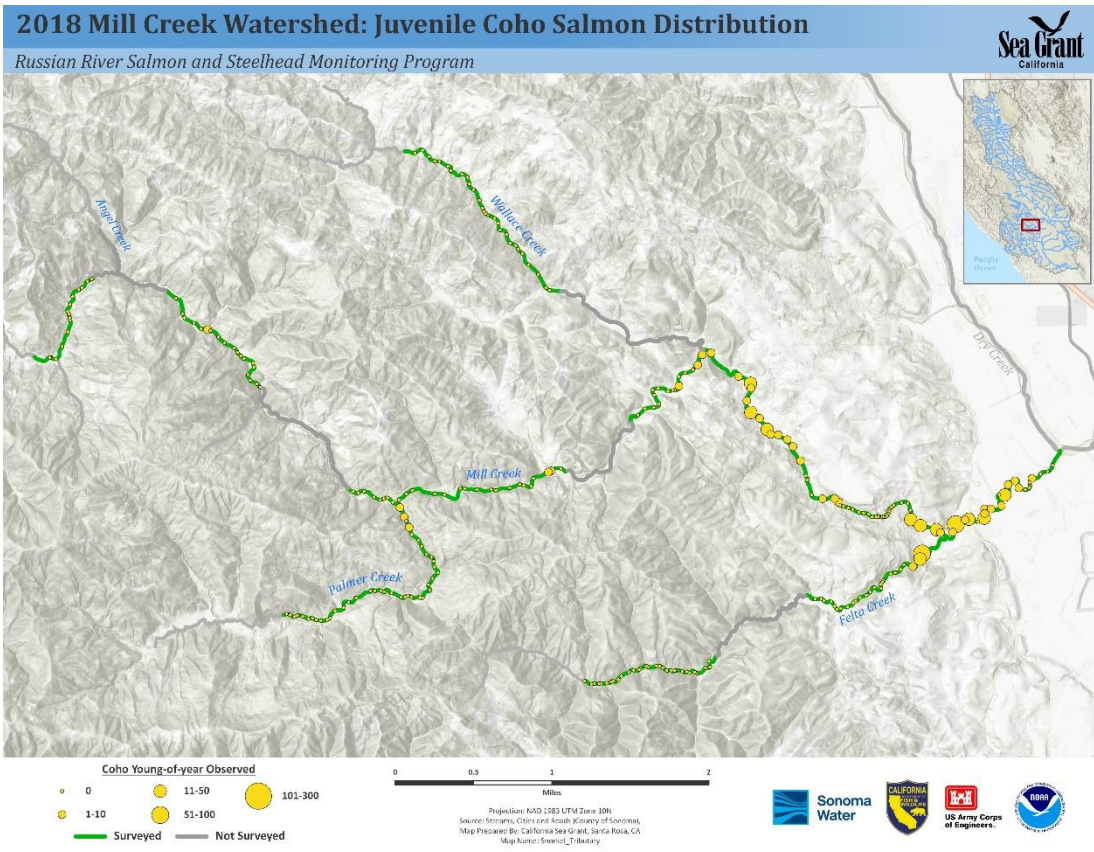 2018 Mill Creek Watershed: Juvenile Coho Salmon Distribution
Russian River Salmon and Steelhead Monitoring Program
Sea Grant
California
Pacific
Ocean
Angel Creek
Wallace Creek
Dry Creek
Mill Creek
Palmer Creek
Felta Creek
Coho Young-of-year Observed
0
1-10
11-50
51-100
101-300
Surveyed
Not Surveyed
0 0.5 1 2
Miles
Projection: NAD 1983 UTM Zone 10N
Source: Streams, Cities and Roads (County of Sonoma),
Map Prepared By: California Sea Grant, Santa Rosa, CA
Map Name: Snorkel_Tributary
Sonoma
Water
CALIFORNIA
FISH &
WILDLIFE
US Army Corps
of Engineers.
NOAA